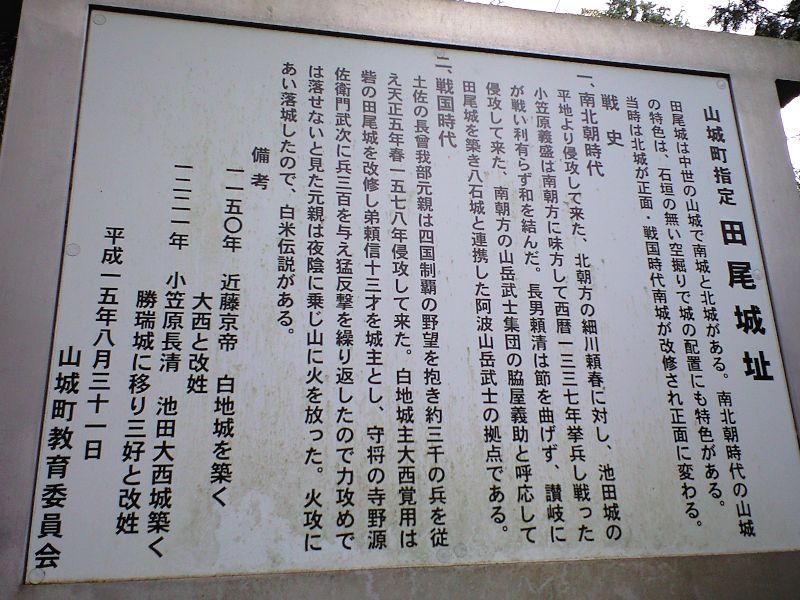 山城町指定 田尾城址
田尾城は中世の山城で南城と北城がある。南北朝時代の山城
の特色は、石垣の無い空掘りで城の配置にも特色がある。
当時は北城が正面・戦国時代南城が改修され正面に変わる。
戦史
一、南北朝時代
平地より侵攻して来た、北朝方の細川頼春に対し、池田城の
小笠原義盛は南朝方に味方して西暦一三三七年挙兵し戦った
が戦い利有らず和を結んだ。長男頼清は節を曲げず、讃岐に
侵攻して来た、南朝方の山岳武士集団の脇屋義助と呼応して
田尾城を築き八石城と連携した阿波山岳武士の拠点である。
二、戦国時代
土佐の長曾我部元親は四国制覇の野望を抱き約三千の兵を従
え天正五年春一五七八年侵攻して来た。白地城主大西覚用は
砦の田尾城を改修し弟頼信十三才を城主とし、守将の寺野源
佐衛門武次に兵三百を与え猛反撃を繰り返したので力攻めで
は落せないと見た元親は夜陰に乗じ山に火を放った。火攻に
あい落城したので、白米伝説がある。
備考
一一五〇年 近藤京帝 白地城を築く
大西と改姓
一二二一年 小笠原長清 池田大西城築く
勝瑞城に移り三好と改姓
平成一五年八月三十一日
山城町教育委員会